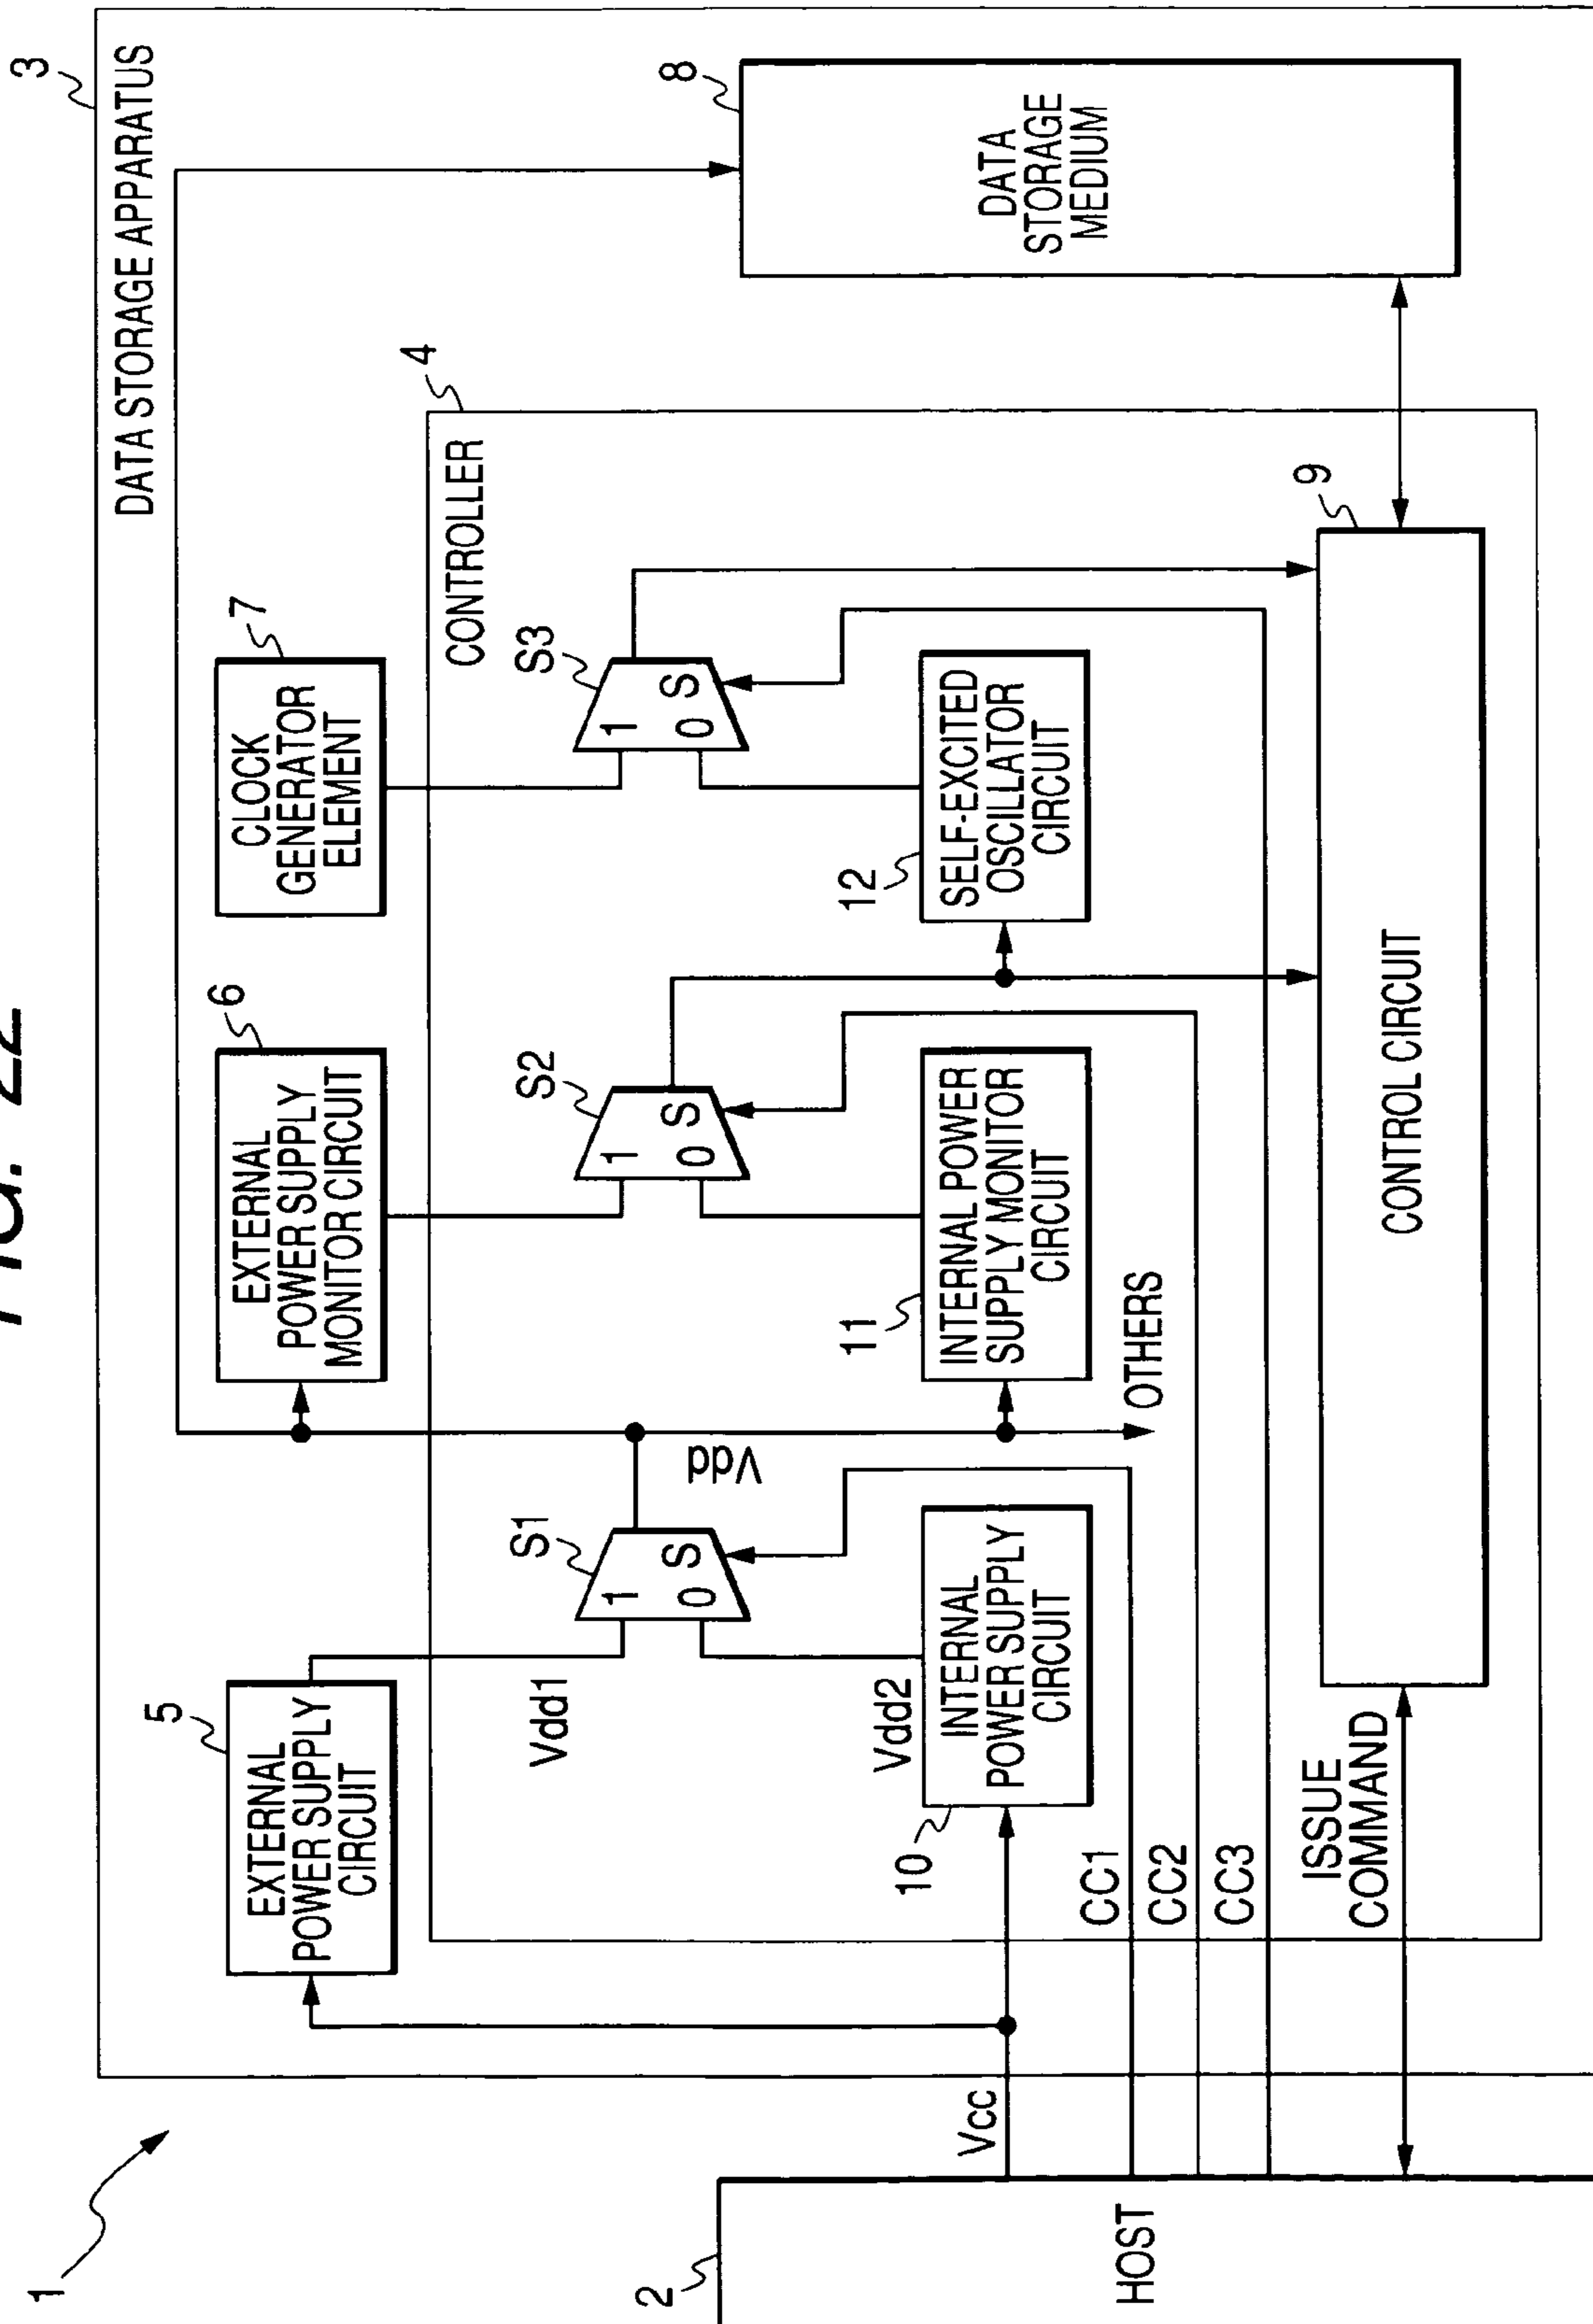 FIG. 22
1
3
DATA STORAGE APPARATUS
5
EXTERNAL
POWER SUPPLY
CIRCUIT
6
EXTERNAL
POWER SUPPLY
MONITOR CIRCUIT
7
CLOCK
GENERATOR
ELEMENT
4
CONTROLLER
8
DATA
STORAGE
MEDIUM
Vdd1
S1
1
0
S
S2
1
0
S
S3
1
0
S
Vdd
2
HOST
Vcc
Vdd2
10
INTERNAL
POWER SUPPLY
CIRCUIT
11
INTERNAL POWER
SUPPLY MONITOR
CIRCUIT
12
SELF-EXCITED
OSCILLATOR
CIRCUIT
OTHERS
CC1
CC2
CC3
ISSUE
COMMAND
9
CONTROL CIRCUIT